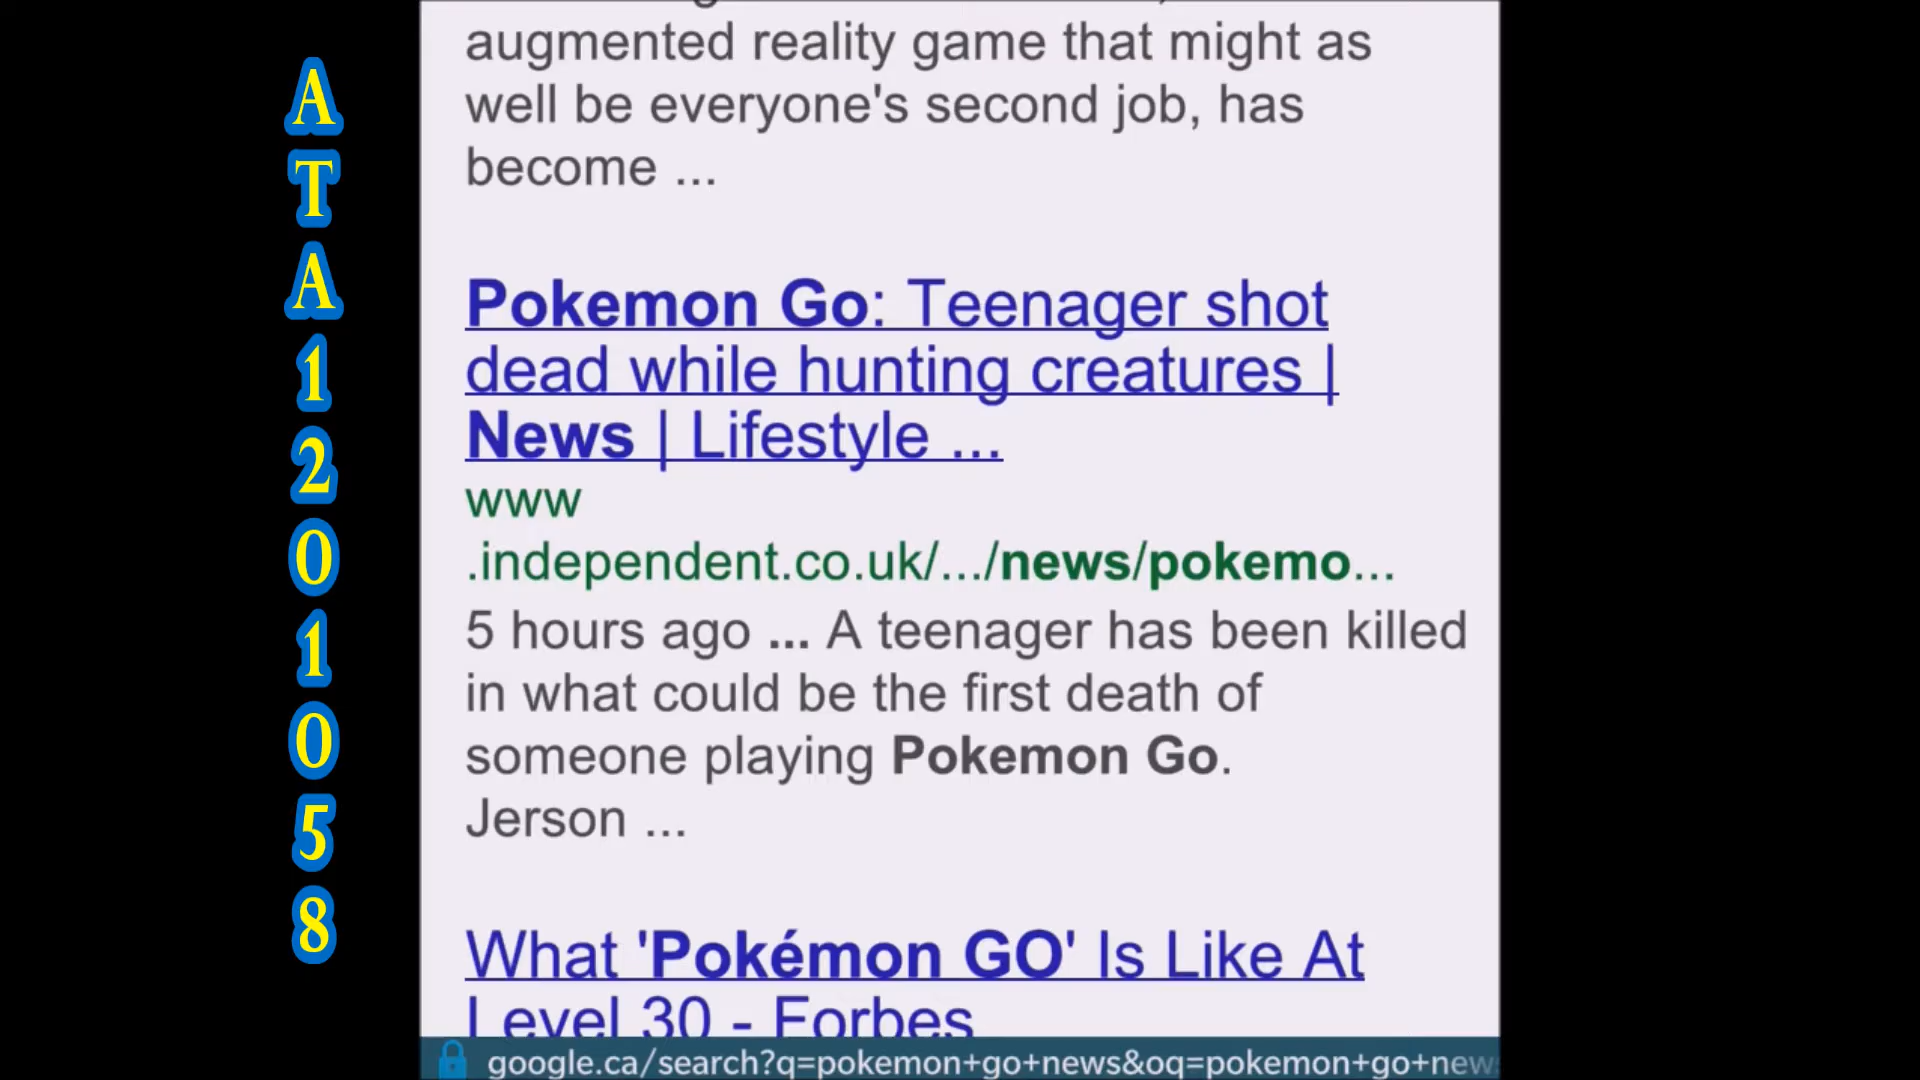 ATA1201058
augmented reality game that might as
well be everyone's second job, has
become ...
Pokemon Go: Teenager shot
dead while hunting creatures |
News | Lifestyle ...
www
.independent.co.uk/.../news/pokemo...
5 hours ago ... A teenager has been killed
in what could be the first death of
someone playing Pokemon Go.
Jerson ...
What 'Pokémon GO' Is Like At
Level 30 - Forbes
google.ca/search?q=pokemon+go+news&oq=pokemon+go+news